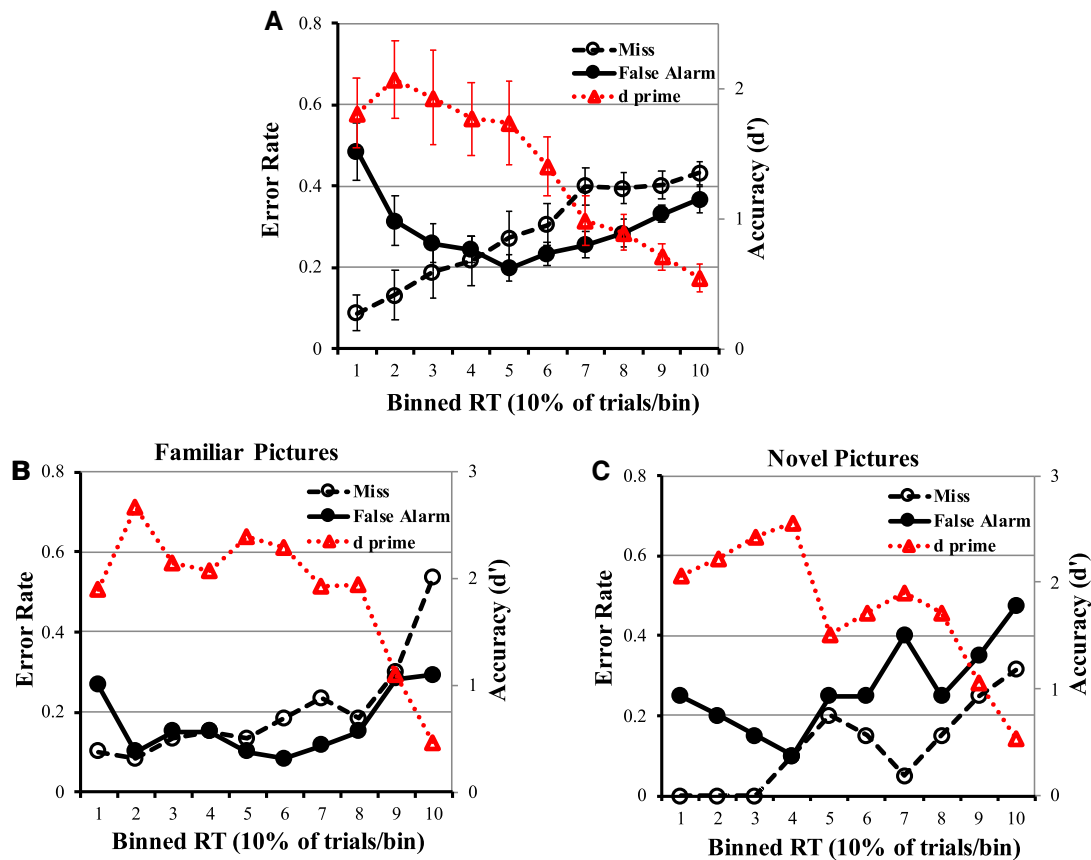 A
0.8
0.6
0.4
0.2
0
Error Rate
Miss
False Alarm
d prime
2
1
0
Accuracy (d')
1 2 3 4 5 6 7 8 9 10
Binned RT (10% of trials/bin)
B
Familiar Pictures
0.8
0.6
0.4
0.2
0
Error Rate
Miss
False Alarm
d prime
3
2
1
0
Accuracy (d')
1 2 3 4 5 6 7 8 9 10
Binned RT (10% of trials/bin)
C
Novel Pictures
0.8
0.6
0.4
0.2
0
Error Rate
Miss
False Alarm
d prime
3
2
1
0
Accuracy (d')
1 2 3 4 5 6 7 8 9 10
Binned RT (10% of trials/bin)